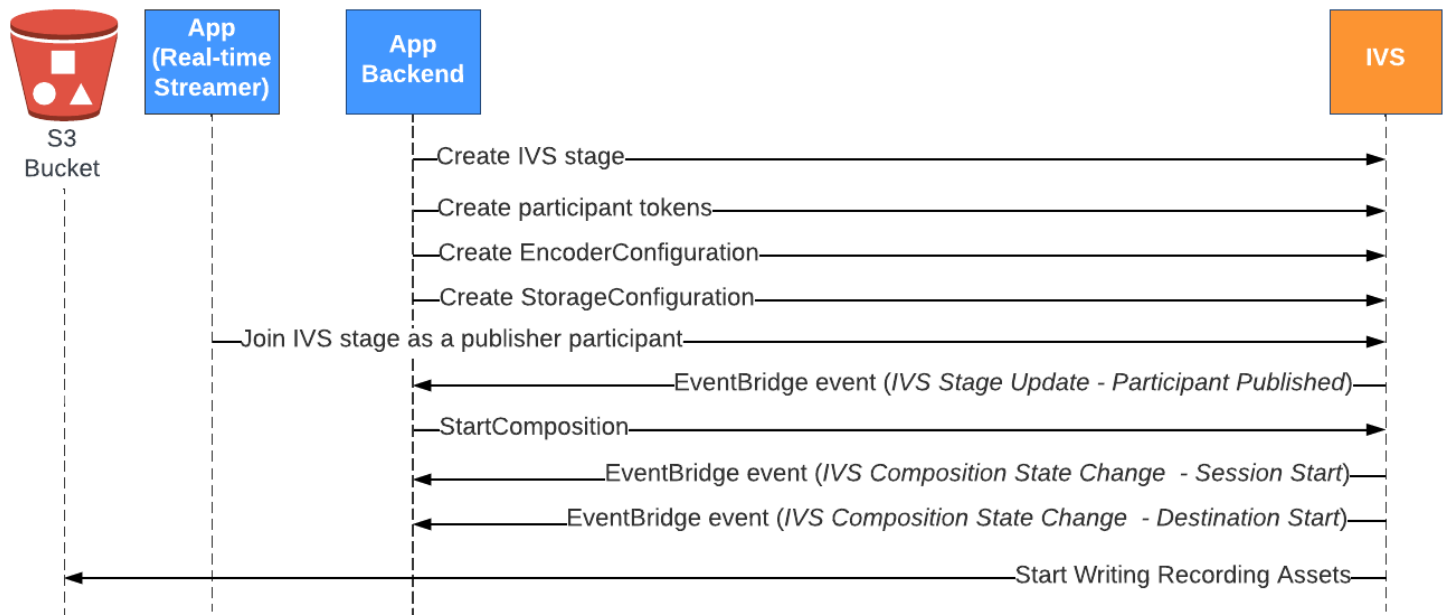 App
(Real-time
Streamer)
App
Backend
IVS
S3
Bucket
Create IVS stage
Create participant tokens
Create EncoderConfiguration
Create StorageConfiguration
Join IVS stage as a publisher participant
EventBridge event (IVS Stage Update - Participant Published)
StartComposition
EventBridge event (IVS Composition State Change - Session Start)
EventBridge event (IVS Composition State Change - Destination Start)
Start Writing Recording Assets